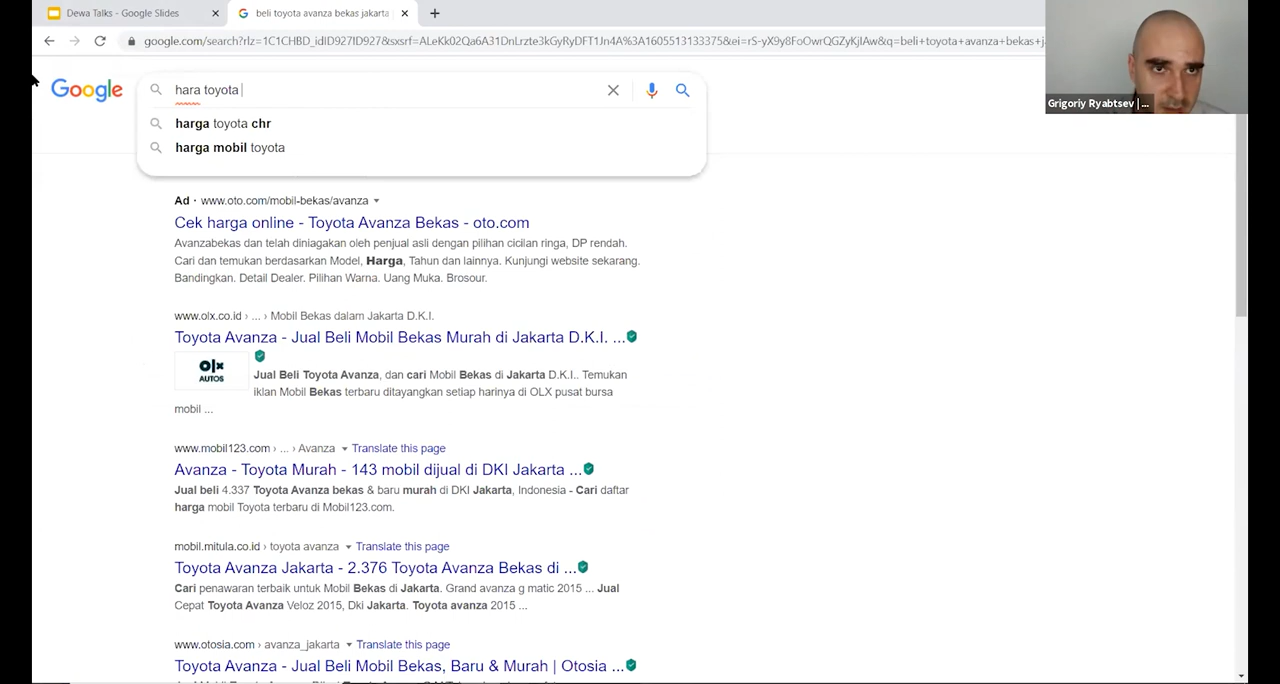 Dewa Talks - Google Slides
beli toyota avanza bekas jakarta
google.com/search?rlz=1C1CHBD_idID927ID927&sxsrf=ALeKk02Qa6A31DnLrzte3kGyRyDFT1Jn4A%3A1605513133375&ei=rS-yX9y8FoOwrQGZyKjIAw&q=beli+toyota+avanza+bekas+j
Grigoriy Ryabtsev | ...
Google
hara toyota
harga toyota chr
harga mobil toyota
Ad · www.oto.com/mobil-bekas/avanza
Cek harga online - Toyota Avanza Bekas - oto.com
Avanzabekas dan telah diniagakan oleh penjual asli dengan pilihan cicilan ringa, DP rendah.
Cari dan temukan berdasarkan Model, Harga, Tahun dan lainnya. Kunjungi website sekarang.
Bandingkan. Detail Dealer. Pilihan Warna. Uang Muka. Brosour.
www.olx.co.id › ... › Mobil Bekas dalam Jakarta D.K.I.
Toyota Avanza - Jual Beli Mobil Bekas Murah di Jakarta D.K.I. ...
olx
AUTOS
Jual Beli Toyota Avanza, dan cari Mobil Bekas di Jakarta D.K.I.. Temukan
iklan Mobil Bekas terbaru ditayangkan setiap harinya di OLX pusat bursa
mobil ...
www.mobil123.com › ... › Avanza Translate this page
Avanza - Toyota Murah - 143 mobil dijual di DKI Jakarta ...
Jual beli 4.337 Toyota Avanza bekas & baru murah di DKI Jakarta, Indonesia - Cari daftar
harga mobil Toyota terbaru di Mobil123.com.
mobil.mitula.co.id › toyota avanza Translate this page
Toyota Avanza Jakarta - 2.376 Toyota Avanza Bekas di ...
Cari penawaran terbaik untuk Mobil Bekas di Jakarta. Grand avanza g matic 2015 ... Jual
Cepat Toyota Avanza Veloz 2015, Dki Jakarta. Toyota avanza 2015 ...
www.otosia.com › avanza_jakarta Translate this page
Toyota Avanza - Jual Beli Mobil Bekas, Baru & Murah | Otosia ...